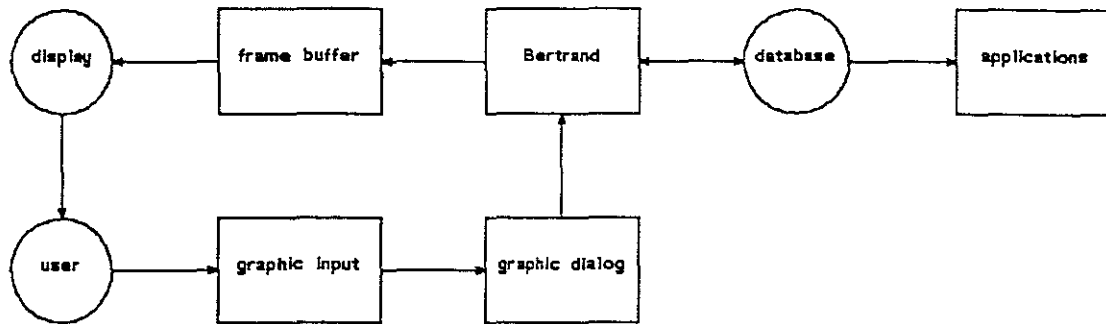 display
frame buffer
Bertrand
database
applications
user
graphic input
graphic dialog